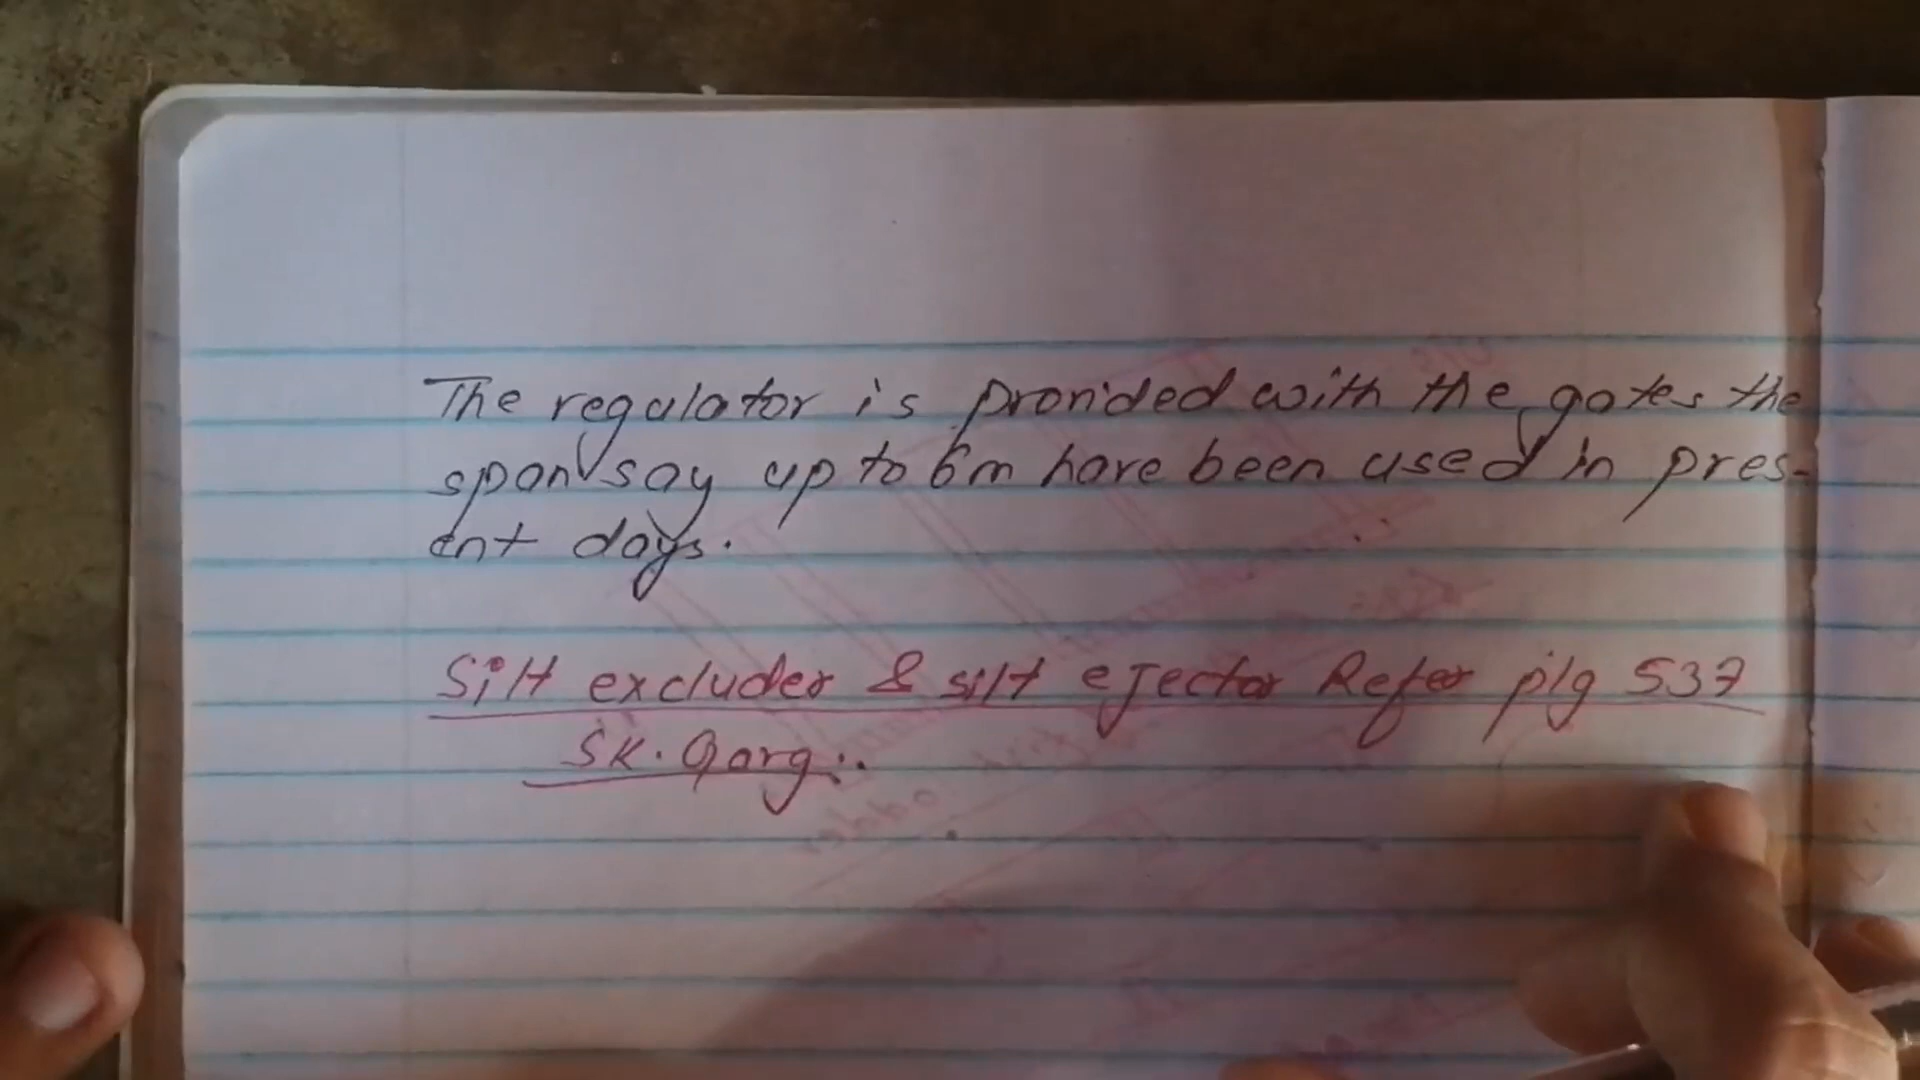 The regulator is provided with the gates the
span say up to 6m have been used in pres-
ent days.
Silt excluder & silt ejector Refer p/g 537
SK. Garg:.